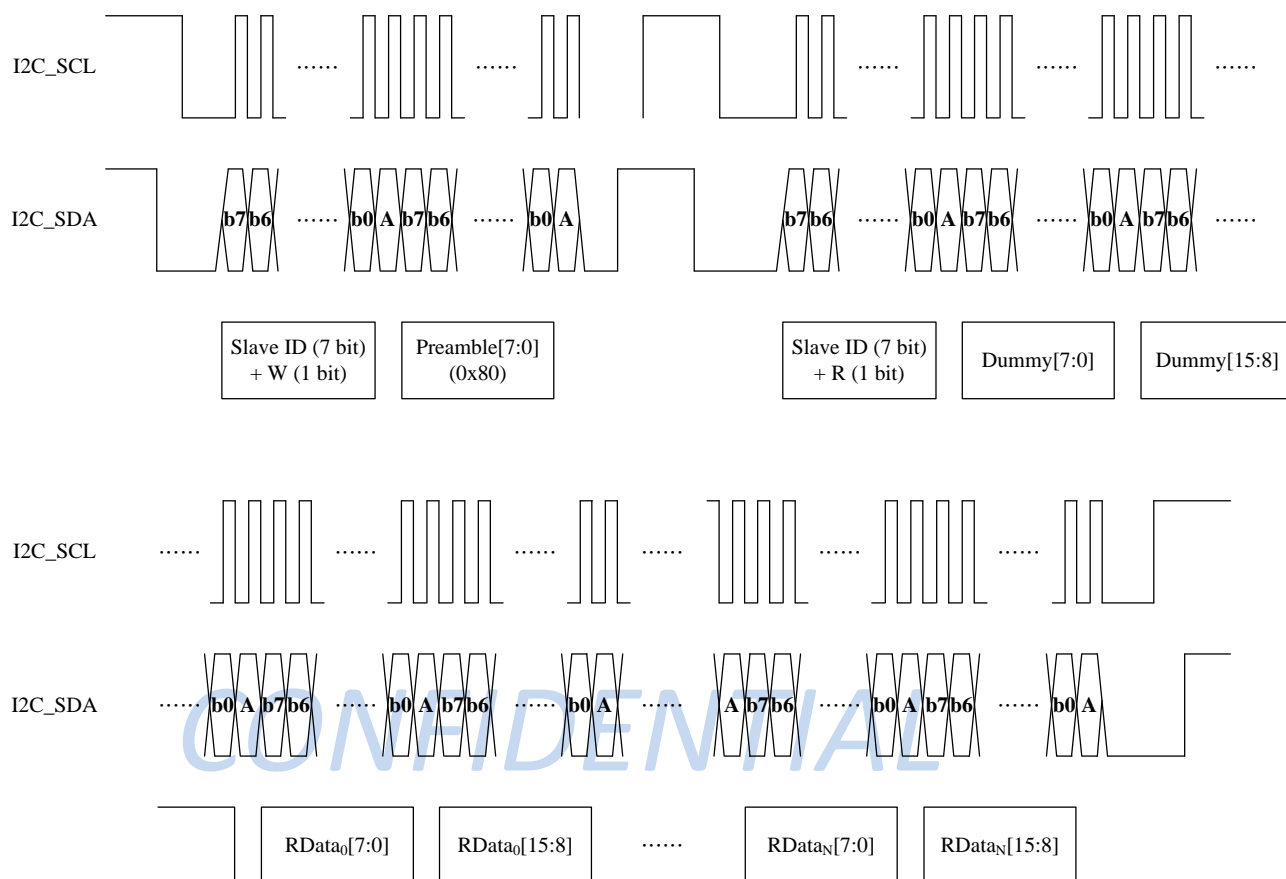 I2C_SCL ...... ...... ...... ...... ......
I2C_SDA b7 b6 ...... b0 A b7 b6 ...... b0 A b7 b6 ...... b0 A b7 b6 ...... b0 A b7 b6 ......
Slave ID (7 bit)
+ W (1 bit)
Preamble[7:0]
(0x80)
Slave ID (7 bit)
+ R (1 bit)
Dummy[7:0]
Dummy[15:8]
I2C_SCL ...... ...... ...... ...... ...... ......
I2C_SDA ...... b0 A b7 b6 ...... b0 A b7 b6 ...... b0 A ...... A b7 b6 ...... b0 A b7 b6 ...... b0 A
CONFIDENTIAL
RData₀[7:0] RData₀[15:8] ...... RData_N[7:0] RData_N[15:8]